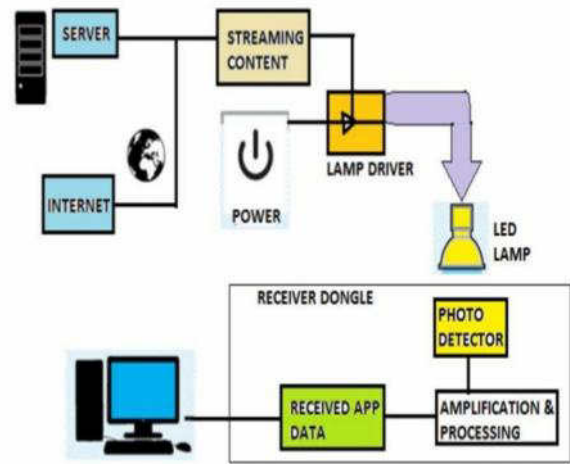 SERVER
STREAMING
CONTENT
LAMP DRIVER
INTERNET
POWER
LED
LAMP
RECEIVER DONGLE
PHOTO
DETECTOR
RECEIVED APP
DATA
AMPLIFICATION &
PROCESSING